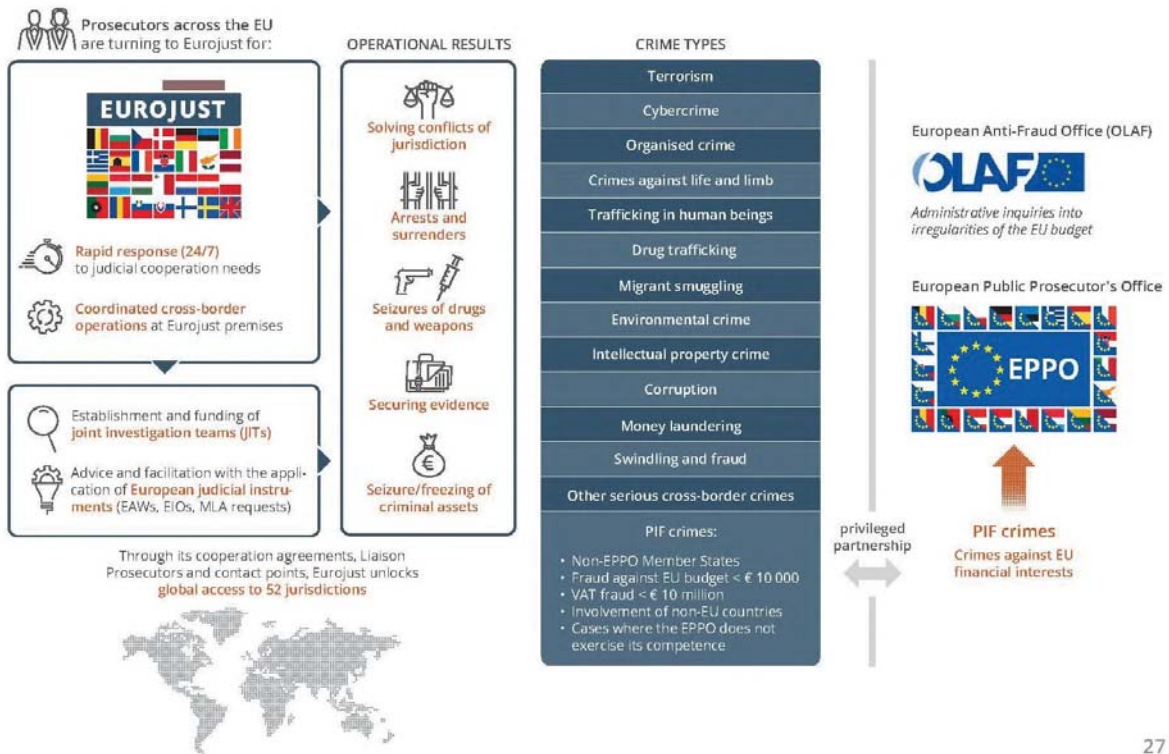 Prosecutors across the EU
are turning to Eurojust for:
EUROJUST
Rapid response (24/7)
to judicial cooperation needs
Coordinated cross-border
operations at Eurojust premises
Establishment and funding of
joint investigation teams (JITs)
Advice and facilitation with the appli-
cation of European judicial instru-
ments (EAWs, EIOs, MLA requests)
Through its cooperation agreements, Liaison
Prosecutors and contact points, Eurojust unlocks
global access to 52 jurisdictions
OPERATIONAL RESULTS
Solving conflicts of
jurisdiction
Arrests and
surrenders
Seizures of drugs
and weapons
Securing evidence
€
Seizure/freezing of
criminal assets
CRIME TYPES
Terrorism
Cybercrime
Organised crime
Crimes against life and limb
Trafficking in human beings
Drug trafficking
Migrant smuggling
Environmental crime
Intellectual property crime
Corruption
Money laundering
Swindling and fraud
Other serious cross-border crimes
PIF crimes:
• Non-EPPO Member States
• Fraud against EU budget < € 10 000
• VAT fraud < € 10 million
• Involvement of non-EU countries
• Cases where the EPPO does not
exercise its competence
privileged
partnership
European Anti-Fraud Office (OLAF)
OLAF
Administrative inquiries into
irregularities of the EU budget
European Public Prosecutor's Office
EPPO
PIF crimes
Crimes against EU
financial interests
27